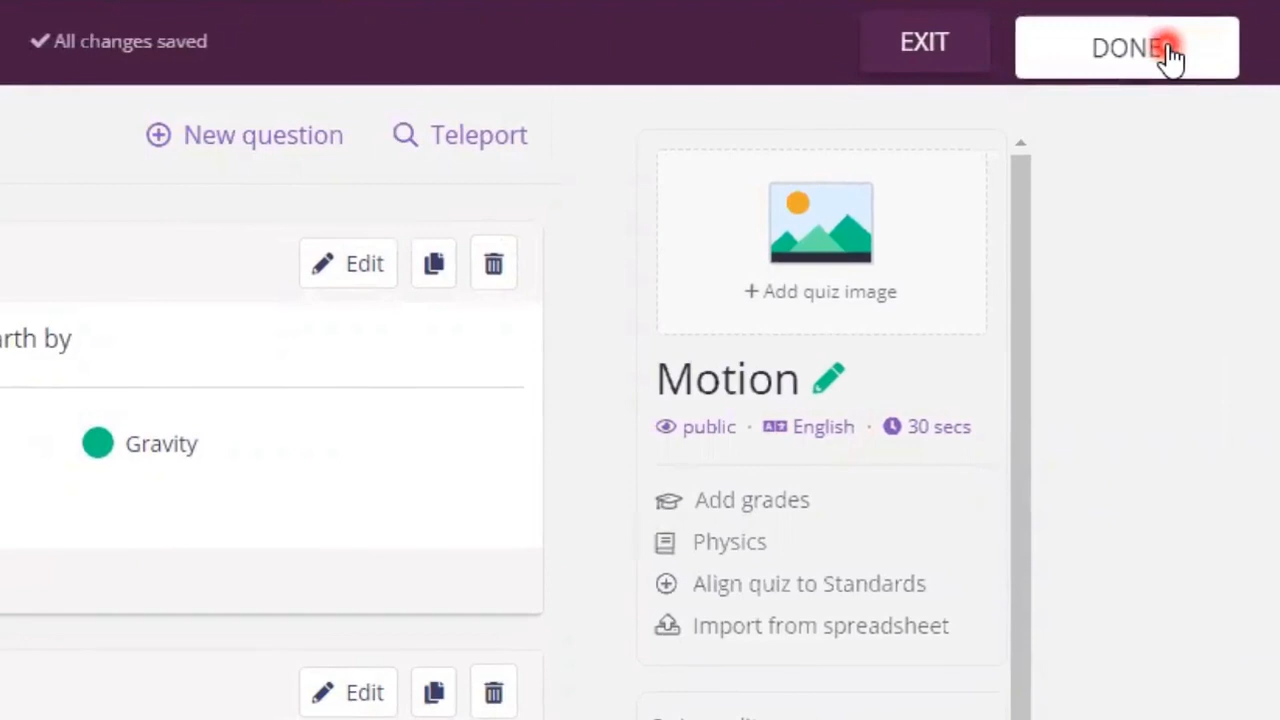 All changes saved
EXIT
DONE
New question
Teleport
Edit
rth by
Gravity
+ Add quiz image
Motion
public · English · 30 secs
Add grades
Physics
Align quiz to Standards
Import from spreadsheet
Edit